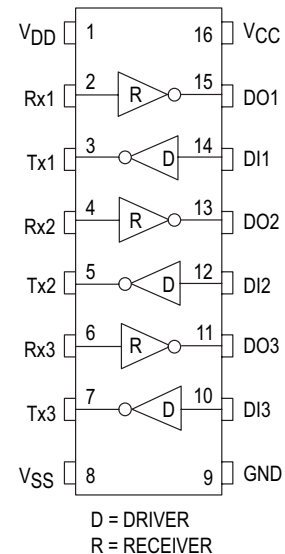 VDD 1 16 VCC
Rx1 2 R 15 DO1
Tx1 3 D 14 DI1
Rx2 4 R 13 DO2
Tx2 5 D 12 DI2
Rx3 6 R 11 DO3
Tx3 7 D 10 DI3
VSS 8 9 GND
D = DRIVER
R = RECEIVER